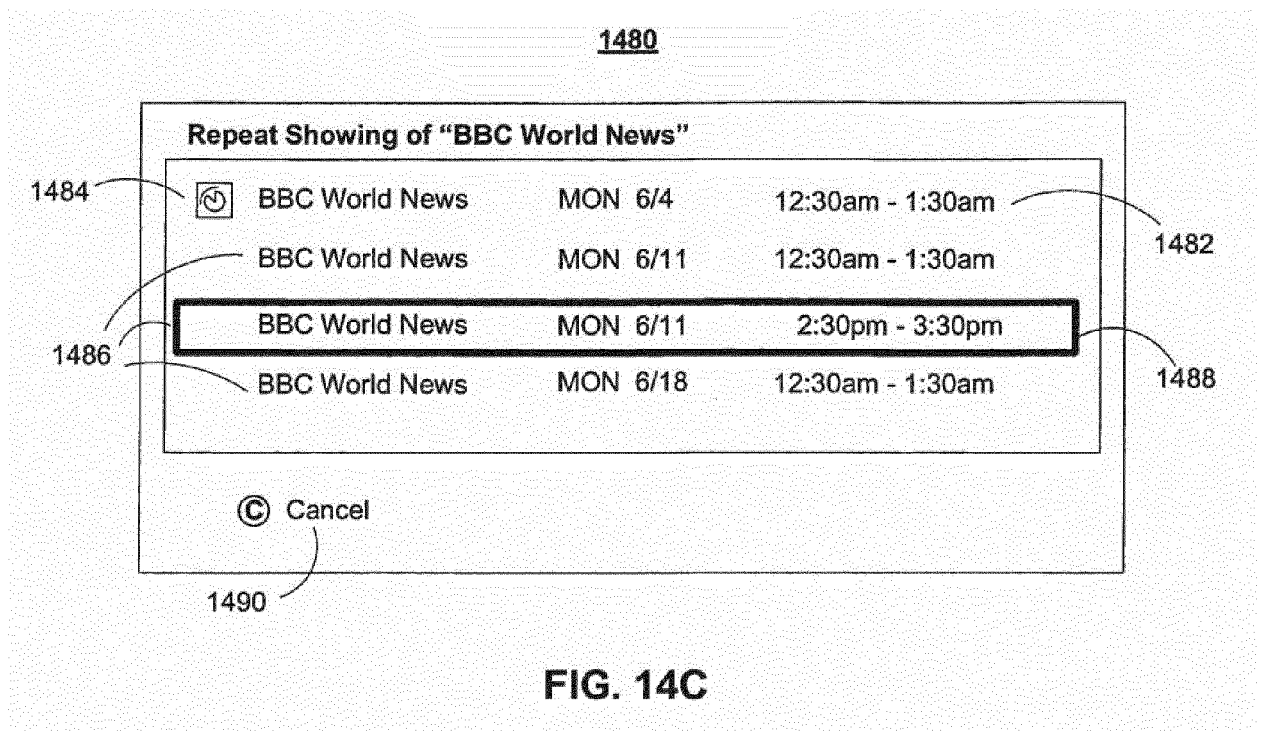 1480
Repeat Showing of “BBC World News”
1484 BBC World News MON 6/4 12:30am - 1:30am
1482
BBC World News MON 6/11 12:30am - 1:30am
BBC World News MON 6/11 2:30pm - 3:30pm
1486
1488
BBC World News MON 6/18 12:30am - 1:30am
© Cancel
1490
FIG. 14C